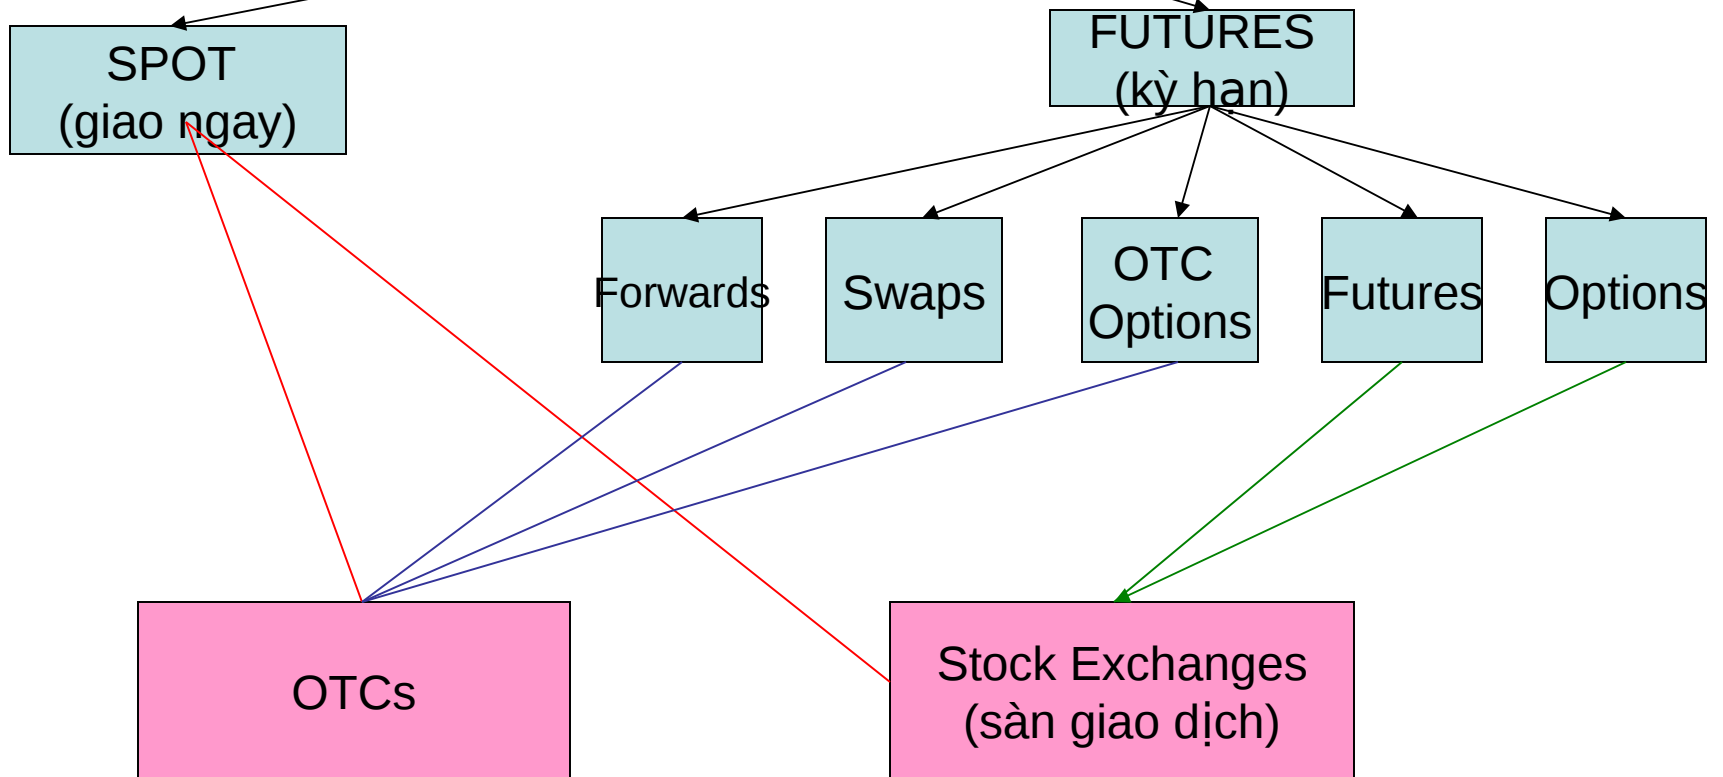 SPOT
(giao ngay)
FUTURES
(kỳ hạn)
Forwards
Swaps
OTC
Options
Futures
Options
OTCs
Stock Exchanges
(sàn giao dịch)